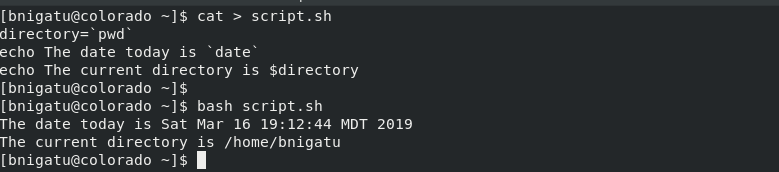 [bnigatu@colorado ~]$ cat > script.sh
directory=`pwd`
echo The date today is `date`
echo The current directory is $directory
[bnigatu@colorado ~]$
[bnigatu@colorado ~]$ bash script.sh
The date today is Sat Mar 16 19:12:44 MDT 2019
The current directory is /home/bnigatu
[bnigatu@colorado ~]$